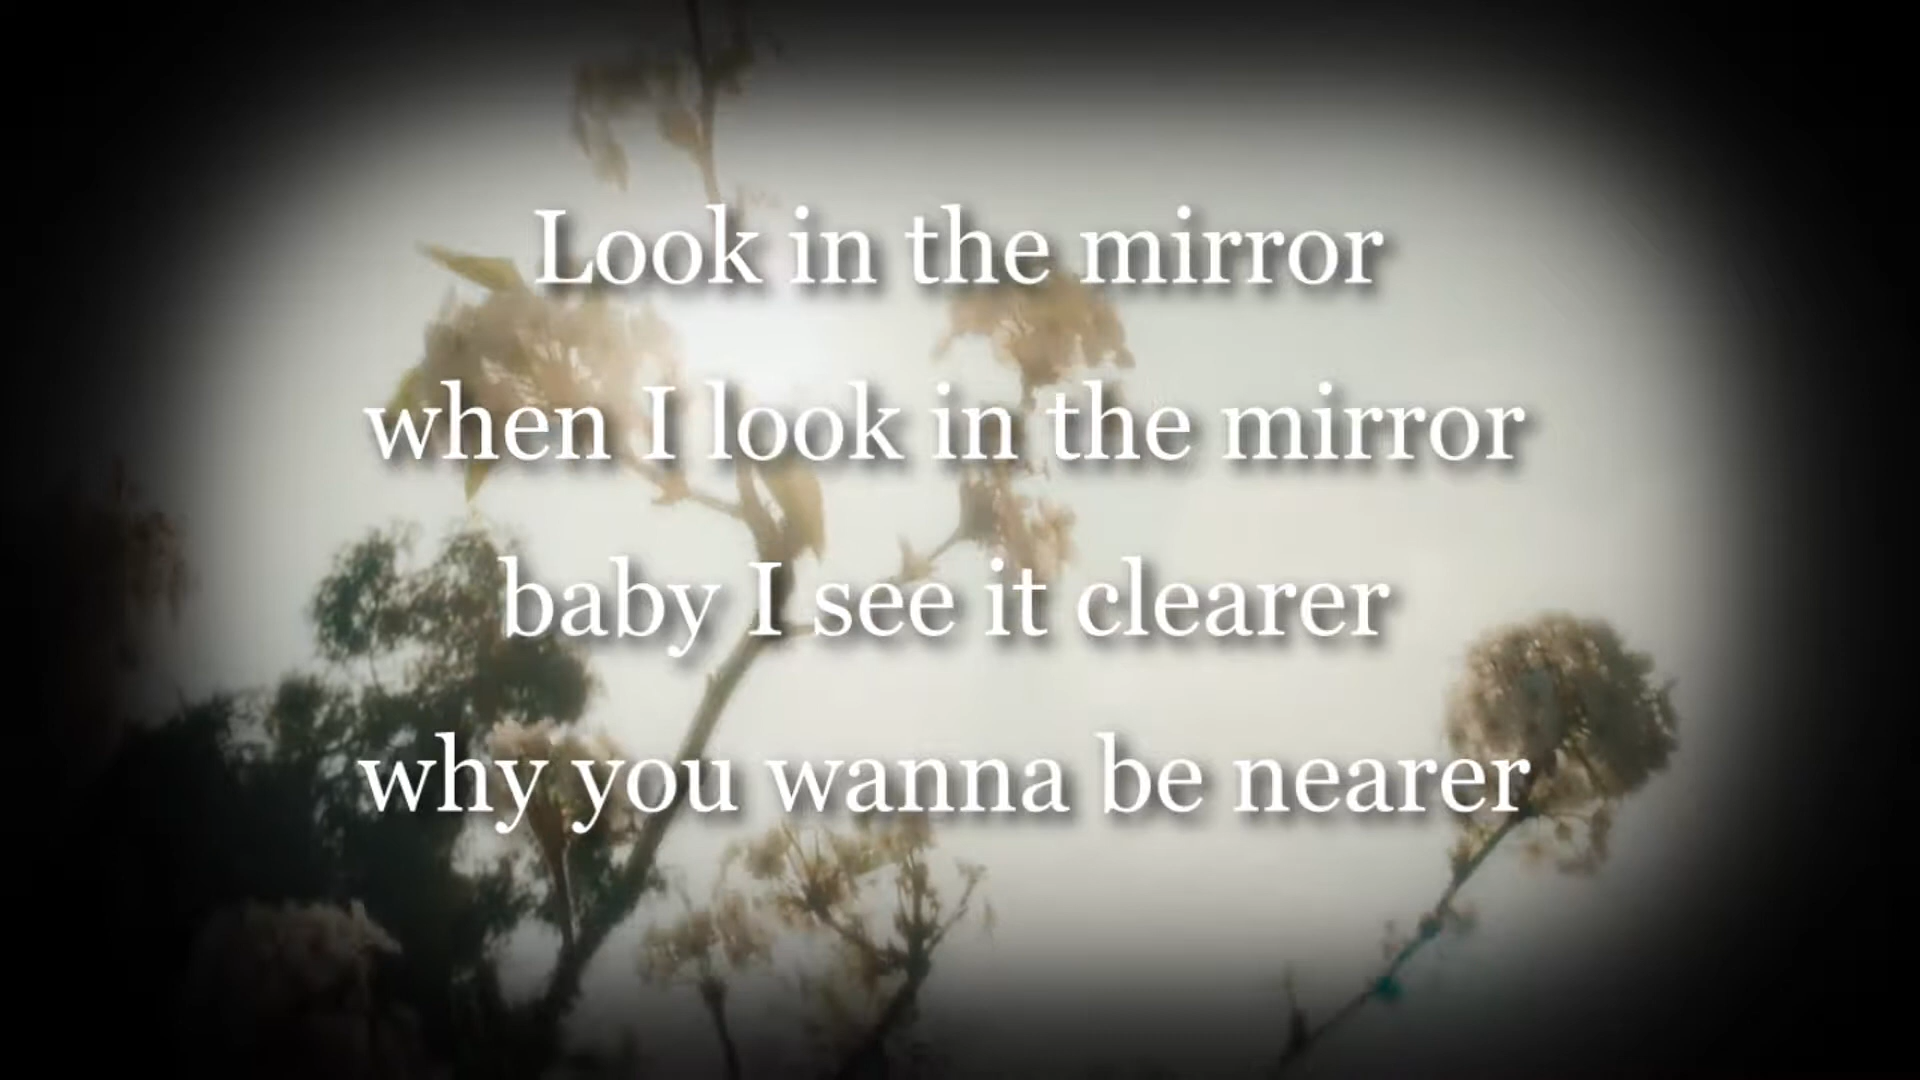 Look in the mirror
when I look in the mirror
baby I see it clearer
why you wanna be nearer